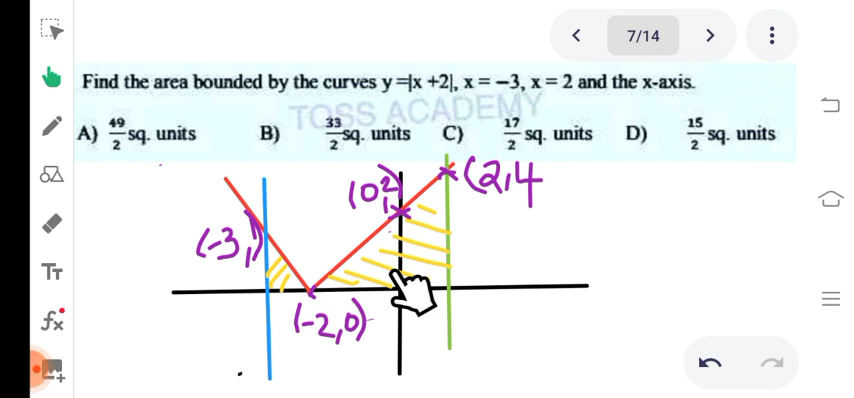 7/14
Find the area bounded by the curves y =|x +2|, x = −3, x = 2 and the x-axis.
TOSS ACADEMY
A) 49/2 sq. units B) 33/2 sq. units C) 17/2 sq. units D) 15/2 sq. units
(0,2)
(2,4
(-3,1)
(-2,0)
TT
fx